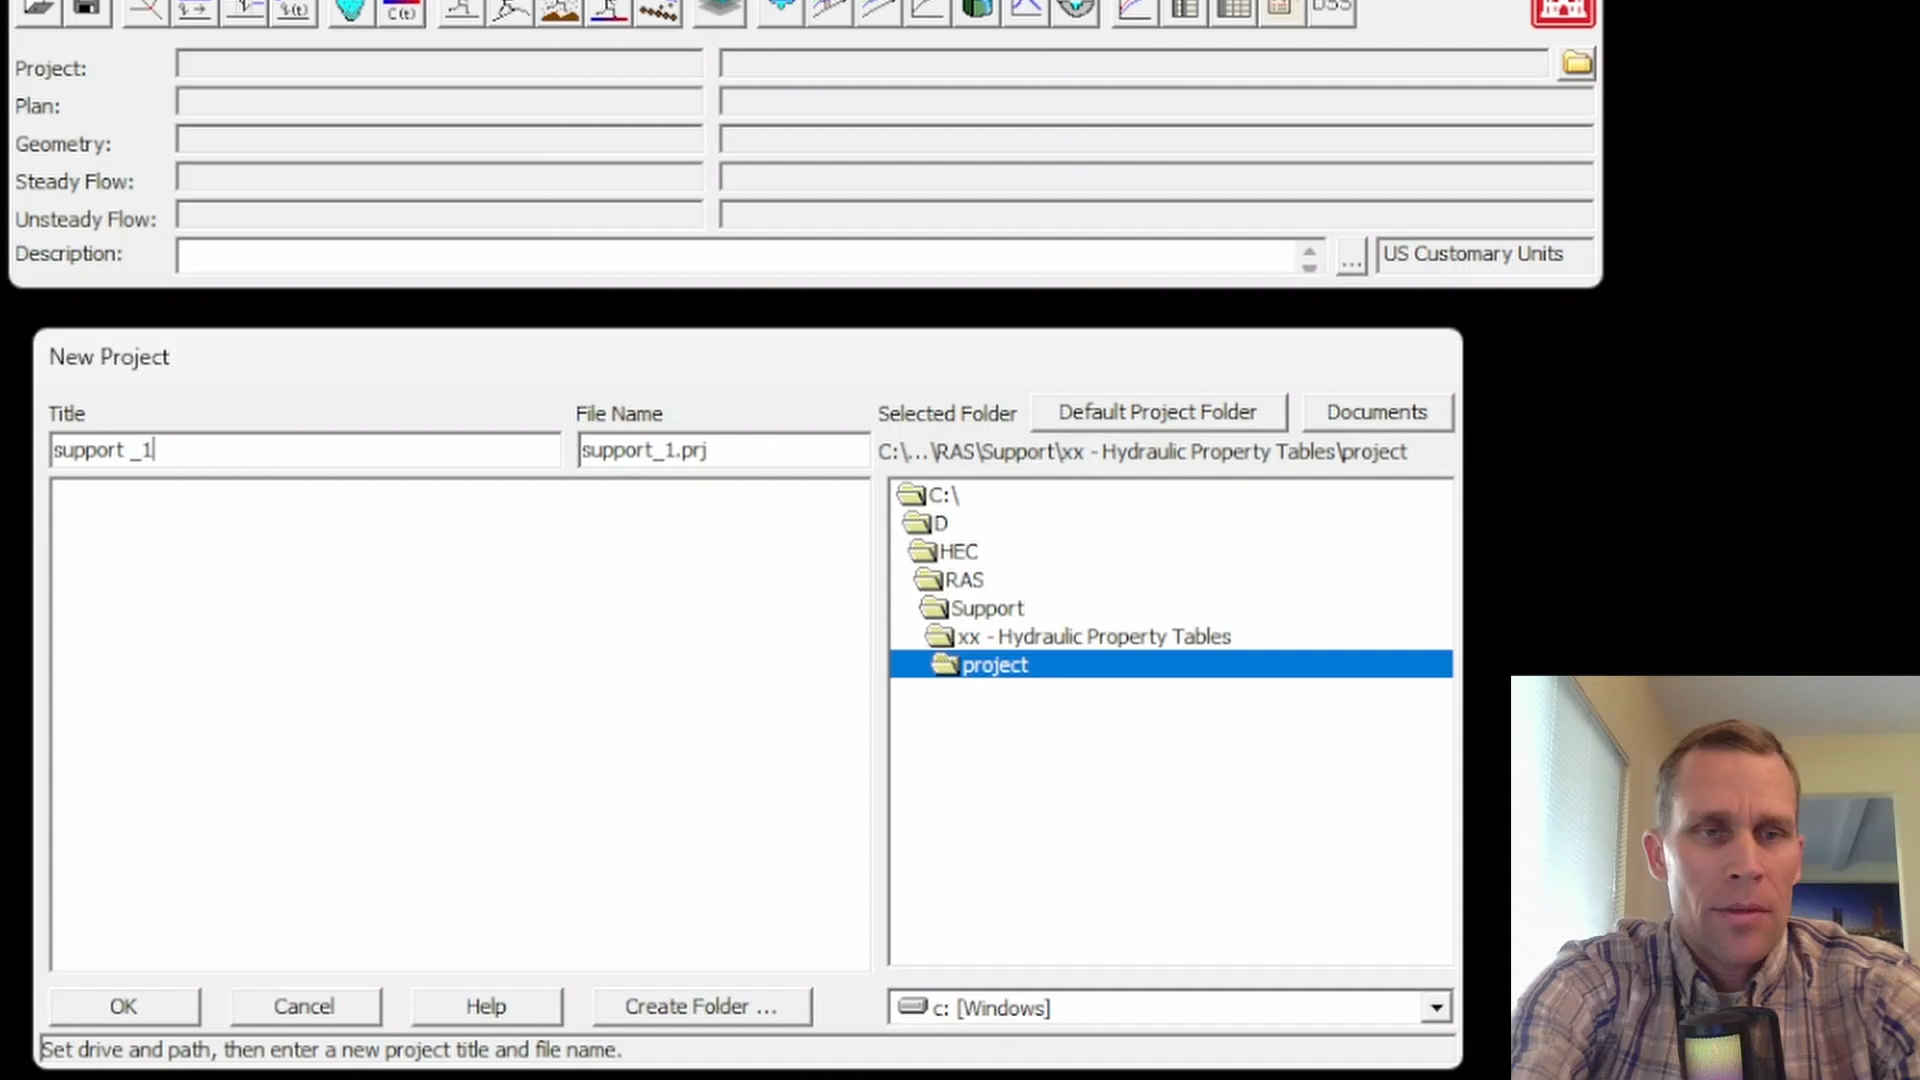 C(t)
DSS
Project:
Plan:
Geometry:
Steady Flow:
Unsteady Flow:
Description:
... US Customary Units
New Project
Title File Name Selected Folder Default Project Folder Documents
support _1 support_1.prj C:\...\RAS\Support\xx - Hydraulic Property Tables\project
C:\
D
HEC
RAS
Support
xx - Hydraulic Property Tables
project
OK Cancel Help Create Folder ... c: [Windows]
Set drive and path, then enter a new project title and file name.